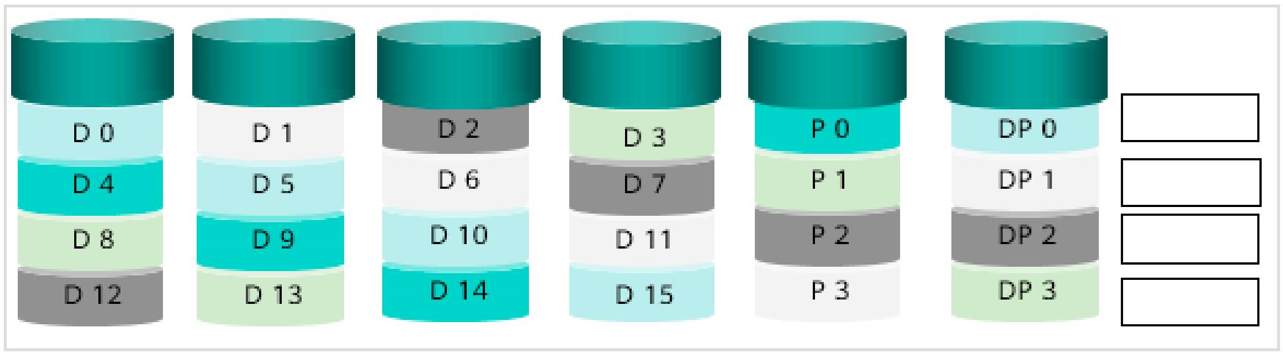 D 0 D 1 D 2 D 3 P 0 DP 0
D 4 D 5 D 6 D 7 P 1 DP 1
D 8 D 9 D 10 D 11 P 2 DP 2
D 12 D 13 D 14 D 15 P 3 DP 3